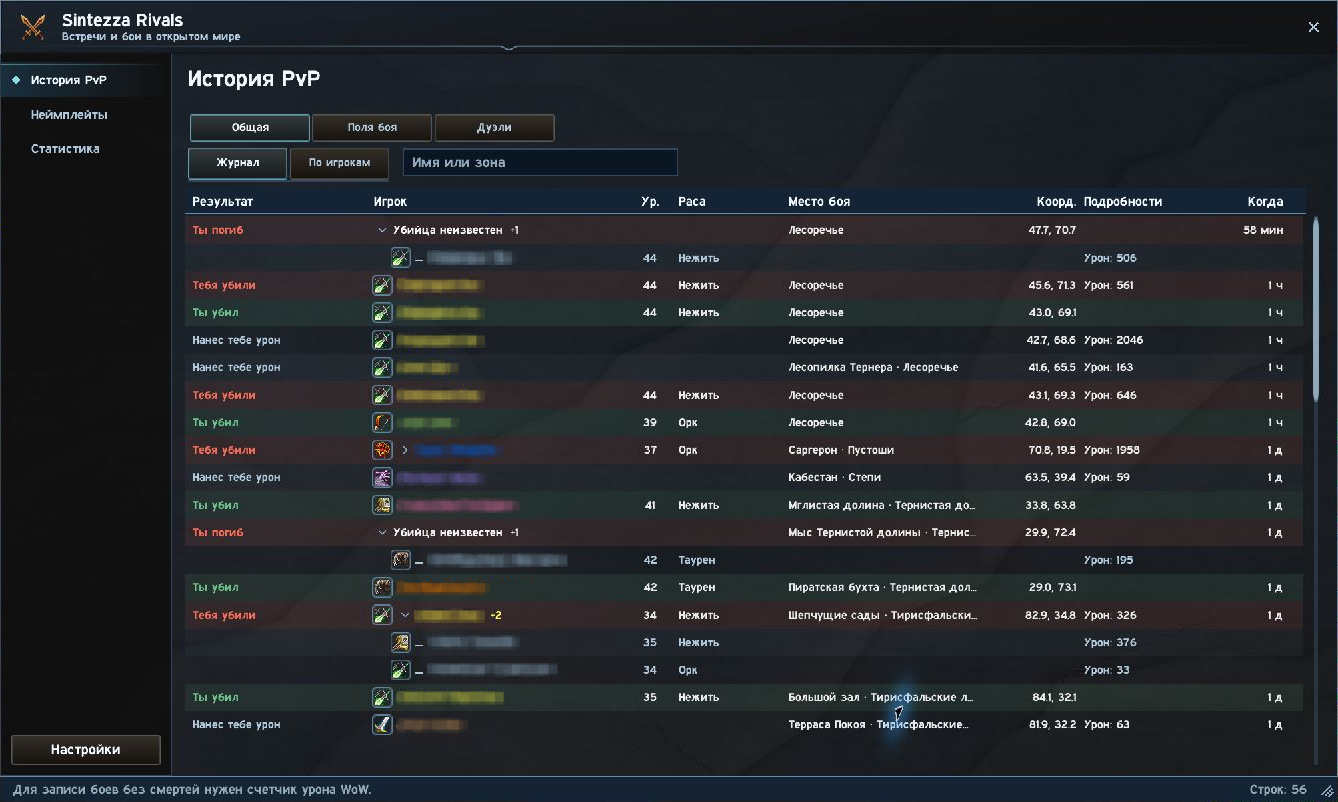 Sintezza Rivals
Встречи и бои в открытом мире
История PvP
Неймплейты
Статистика
Настройки
История PvP
Общая Поля боя Дуэли
Журнал По игрокам Имя или зона
Результат Игрок Ур. Раса Место боя Коорд. Подробности Когда
Ты погиб Убийца неизвестен +1 Лесоречье 47.7, 70.7 58 мин
44 Нежить Урон: 506
Тебя убили 44 Нежить Лесоречье 45.6, 71.3 Урон: 561 1 ч
Ты убил 44 Нежить Лесоречье 43.0, 69.1 1 ч
Нанес тебе урон Лесоречье 42.7, 68.6 Урон: 2046 1 ч
Нанес тебе урон Лесопилка Тернера · Лесоречье 41.6, 65.5 Урон: 163 1 ч
Тебя убили 44 Нежить Лесоречье 43.1, 69.3 Урон: 646 1 ч
Ты убил 39 Орк Лесоречье 42.8, 69.0 1 ч
Тебя убили 37 Орк Саргерон · Пустоши 70.8, 19.5 Урон: 1958 1 д
Нанес тебе урон Кабестан · Степи 63.5, 39.4 Урон: 59 1 д
Ты убил 41 Нежить Мглистая долина · Тернистая до... 33.8, 63.8 1 д
Ты погиб Убийца неизвестен +1 Мыс Тернистой долины · Тернис... 29.9, 72.4 1 д
42 Таурен Урон: 195
Ты убил 42 Таурен Пиратская бухта · Тернистая дол... 29.0, 73.1 1 д
Тебя убили +2 34 Нежить Шепчущие сады · Тирисфальски... 82.9, 34.8 Урон: 326 1 д
35 Нежить Урон: 376
34 Орк Урон: 33
Ты убил 35 Нежить Большой зал · Тирисфальские л... 84.1, 32.1 1 д
Нанес тебе урон Терраса Покоя · Тирисфальские... 81.9, 32.2 Урон: 63 1 д
Для записи боев без смертей нужен счетчик урона WoW. Строк: 56